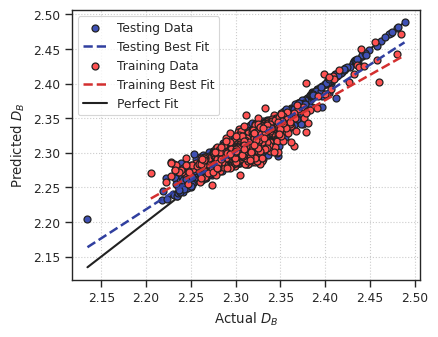 Testing Data
Testing Best Fit
Training Data
Training Best Fit
Perfect Fit
Predicted D_B
2.50
2.45
2.40
2.35
2.30
2.25
2.20
2.15
2.15 2.20 2.25 2.30 2.35 2.40 2.45 2.50
Actual D_B